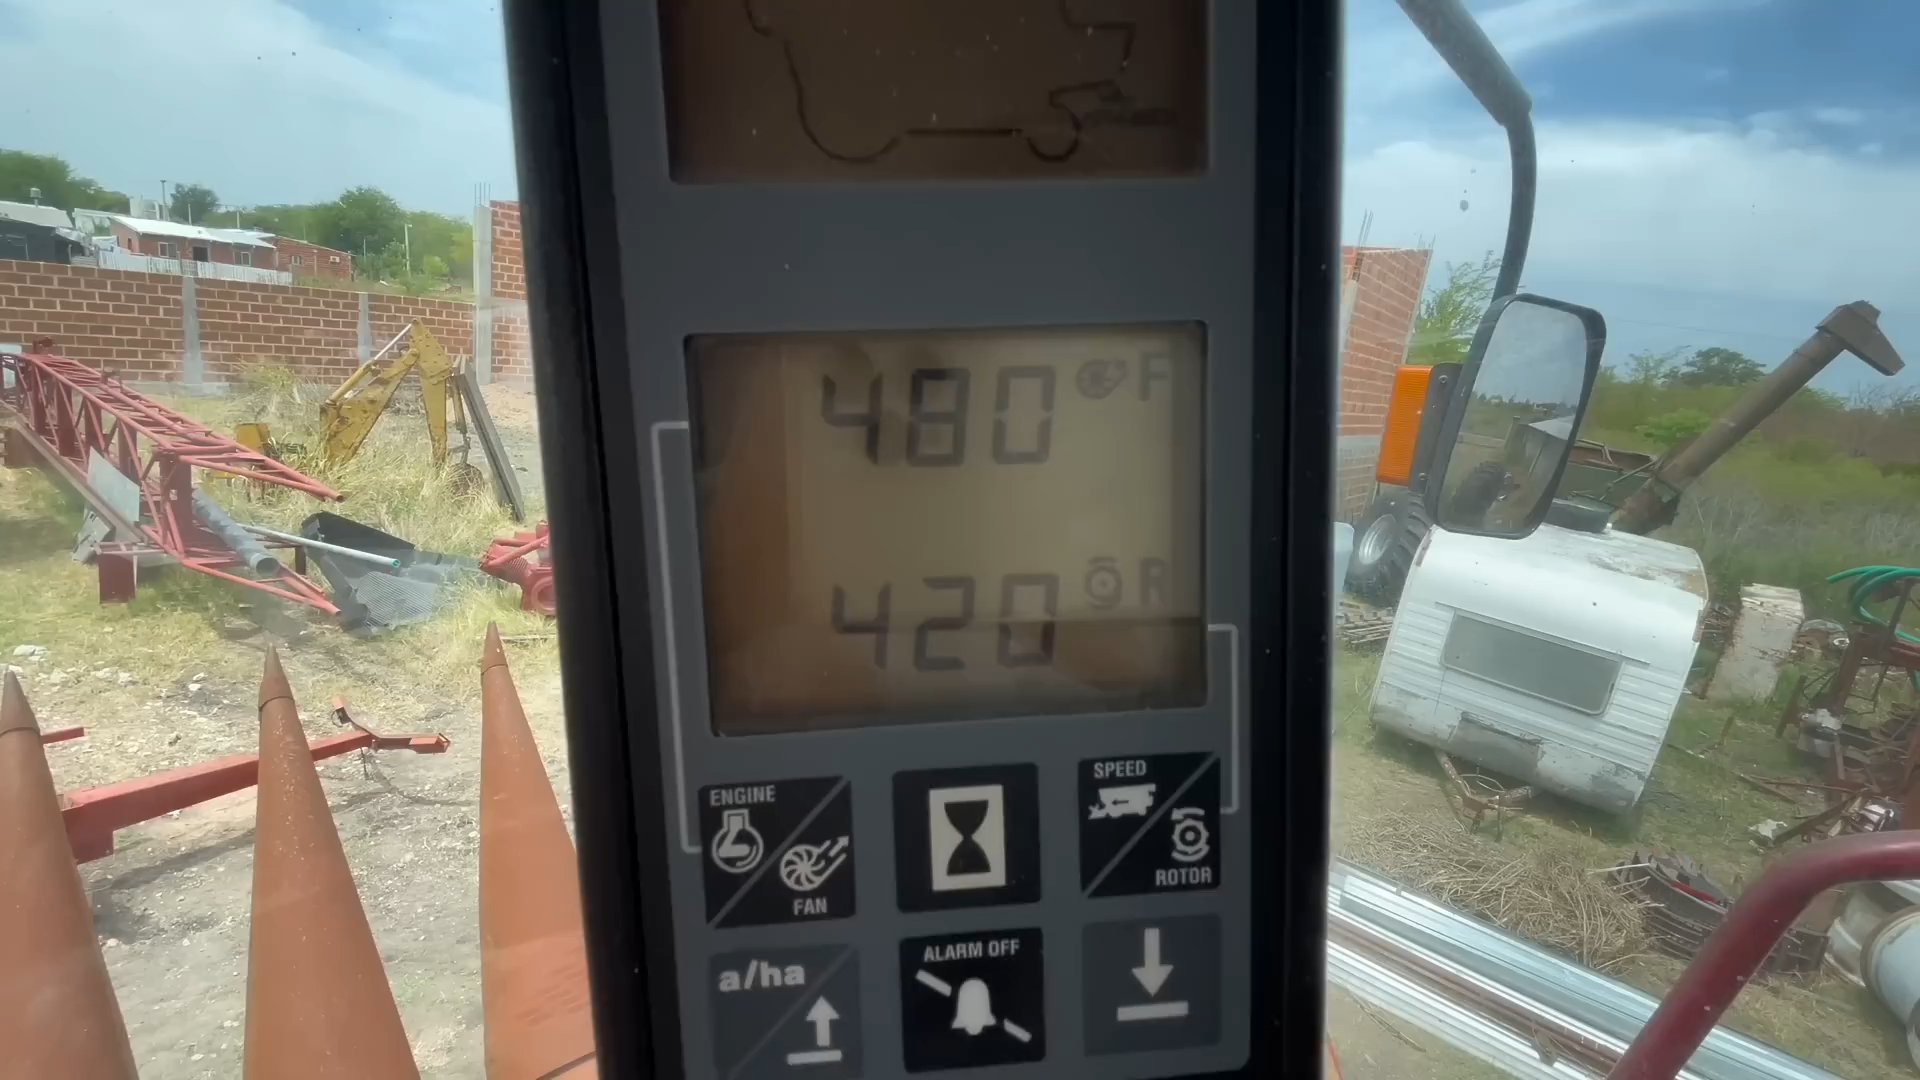 480 F
420 R
ENGINE
FAN
SPEED
ROTOR
a/ha
ALARM OFF